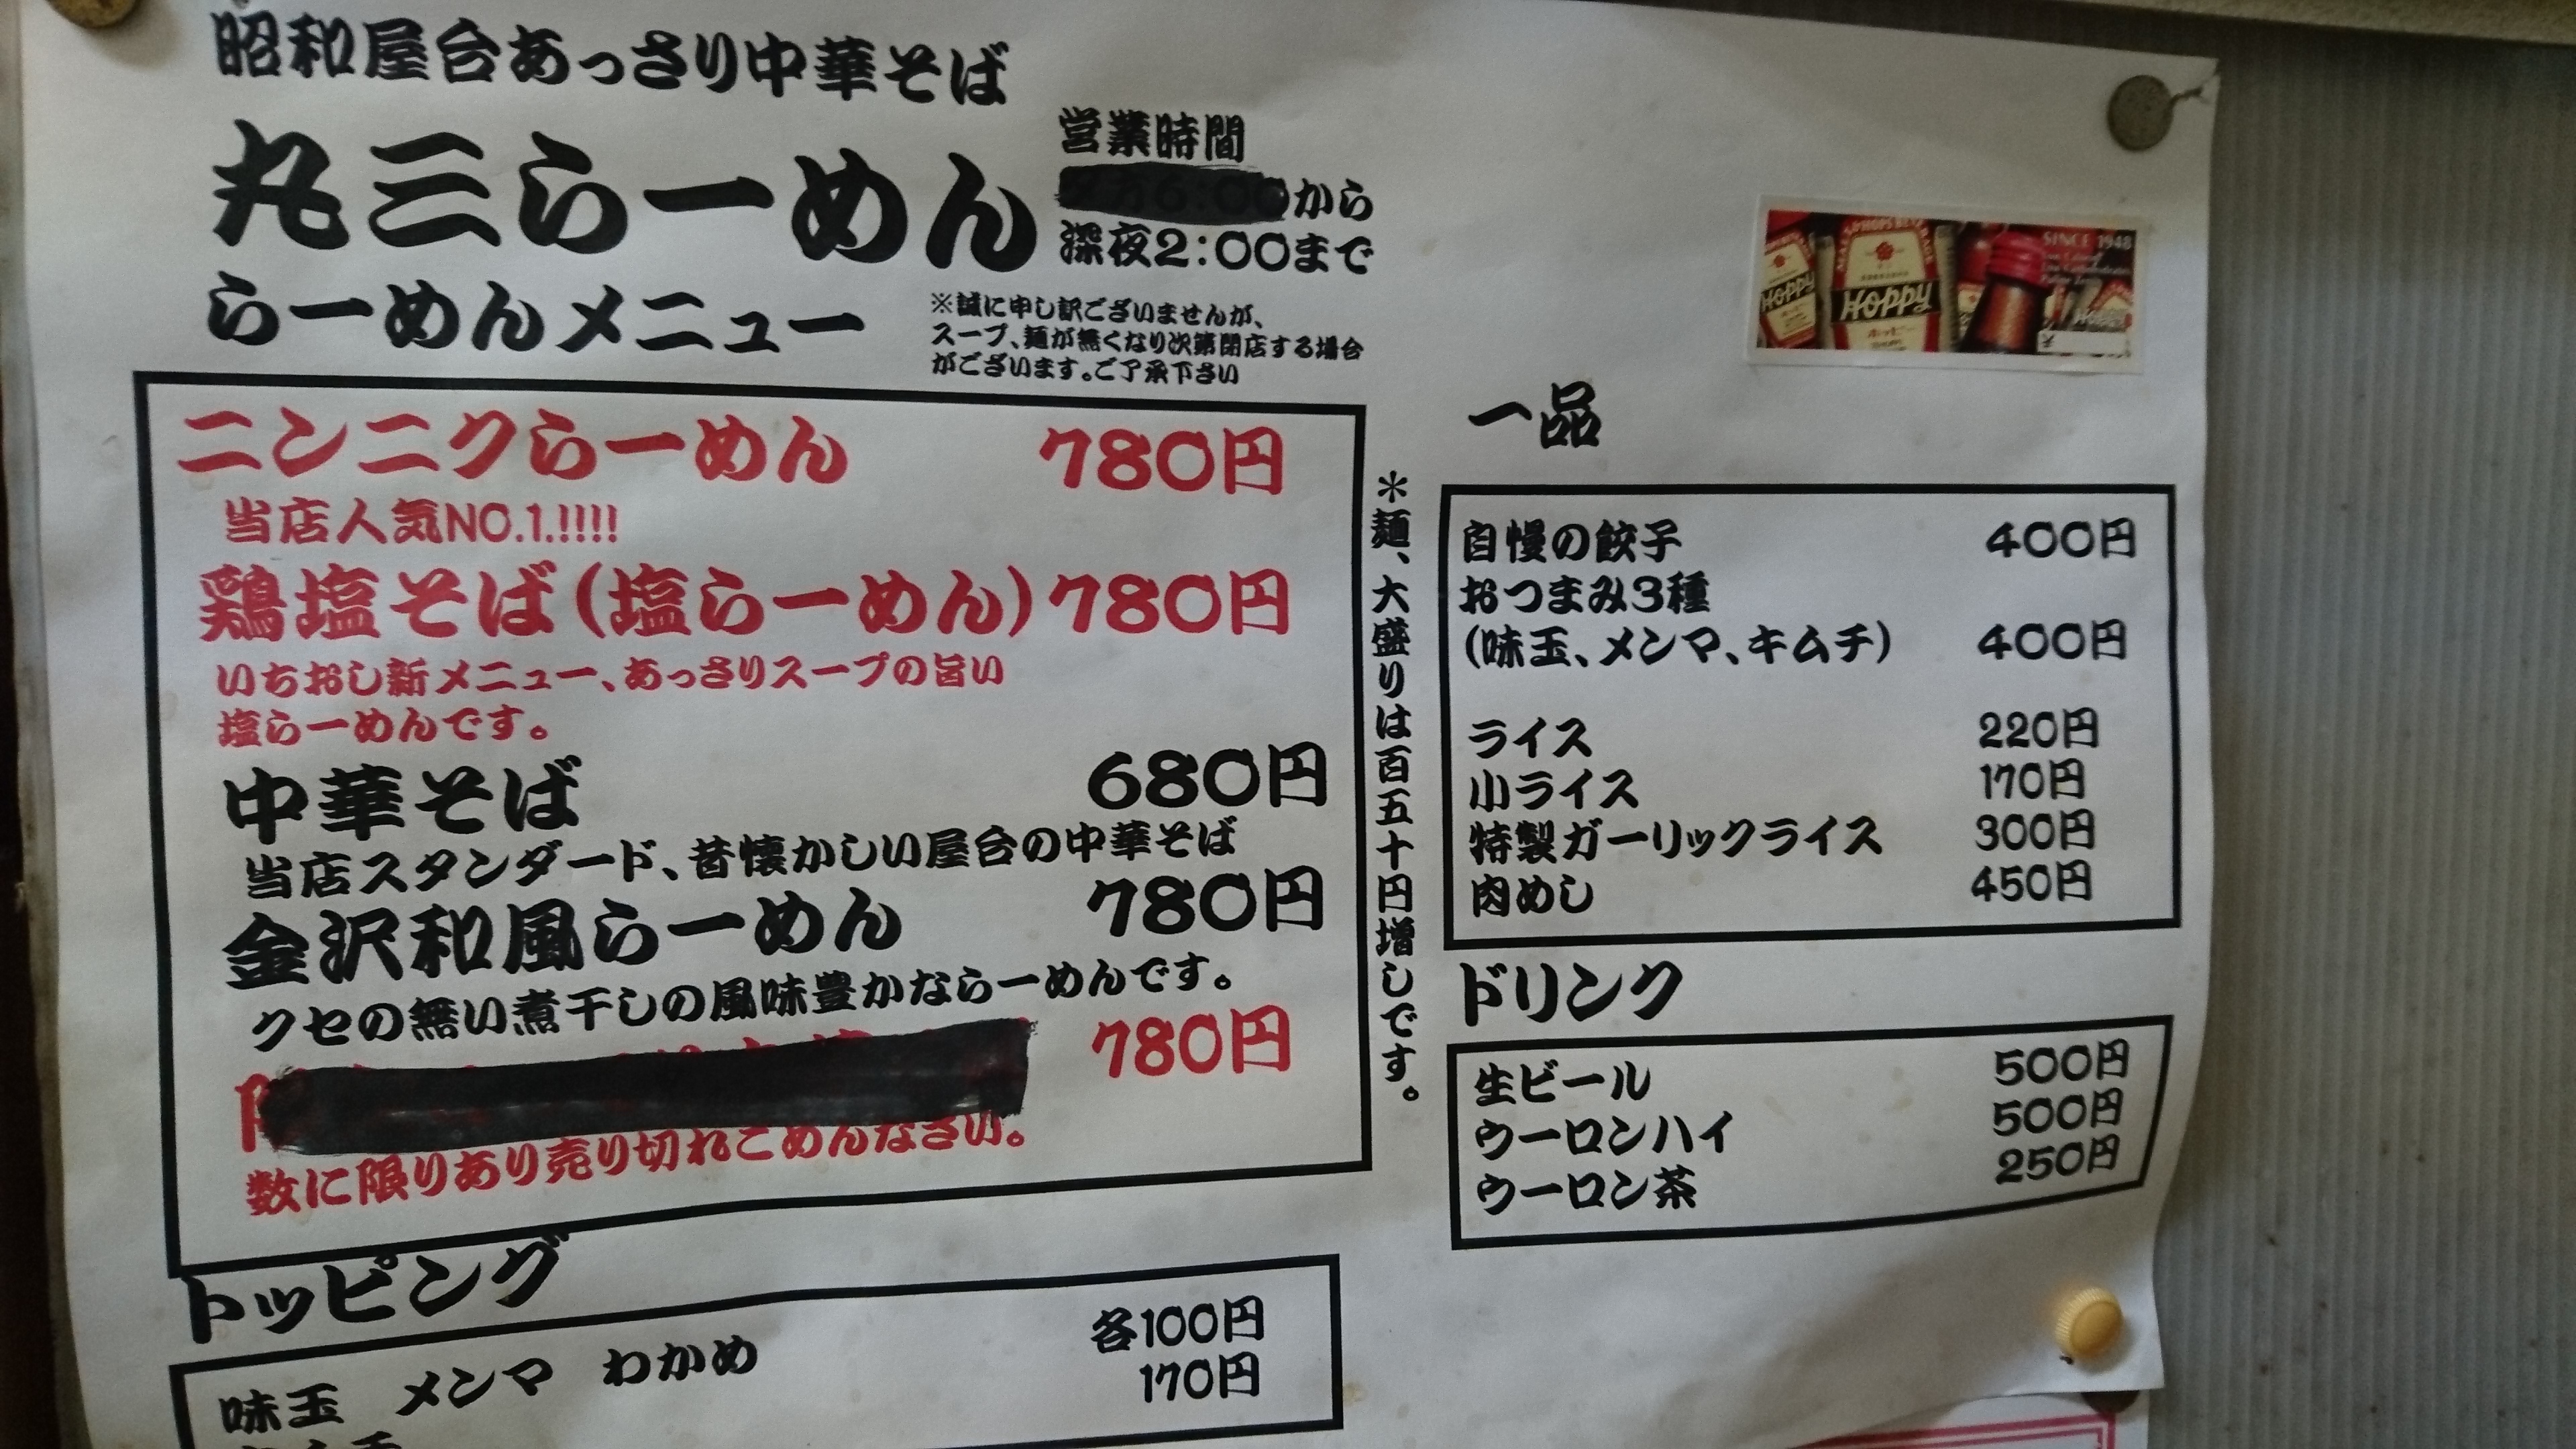 昭和屋台あっさり中華そば
丸三らーめん
営業時間
夕方6:00から
深夜2:00まで
らーめんメニュー
※誠に申し訳ございませんが、
スープ、麺が無くなり次第閉店する場合
がございます。ご了承下さい
ニンニクらーめん 780円
当店人気NO.1.!!!!
鶏塩そば(塩らーめん)780円
いちおし新メニュー、あっさりスープの旨い
塩らーめんです。
中華そば 680円
当店スタンダード、昔懐かしい屋台の中華そば
金沢和風らーめん 780円
クセの無い煮干しの風味豊かならーめんです。
780円
数に限りあり売り切れごめんなさい。
*麺、大盛りは百五十円増しです。
トッピング
味玉 メンマ わかめ 各100円
170円
SINCE 1948
HOPPY
Hoppy
ホッピー
一品
自慢の餃子 400円
おつまみ3種
(味玉、メンマ、キムチ) 400円
ライス 220円
小ライス 170円
特製ガーリックライス 300円
肉めし 450円
ドリンク
生ビール 500円
ウーロンハイ 500円
ウーロン茶 250円